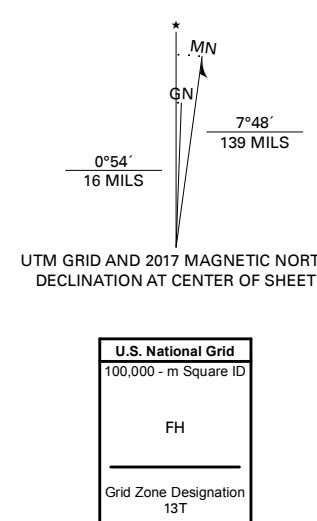 MN
GN
7°48´
139 MILS
0°54´
16 MILS
UTM GRID AND 2017 MAGNETIC NORT
DECLINATION AT CENTER OF SHEET
U.S. National Grid
100,000 - m Square ID
FH
Grid Zone Designation
13T